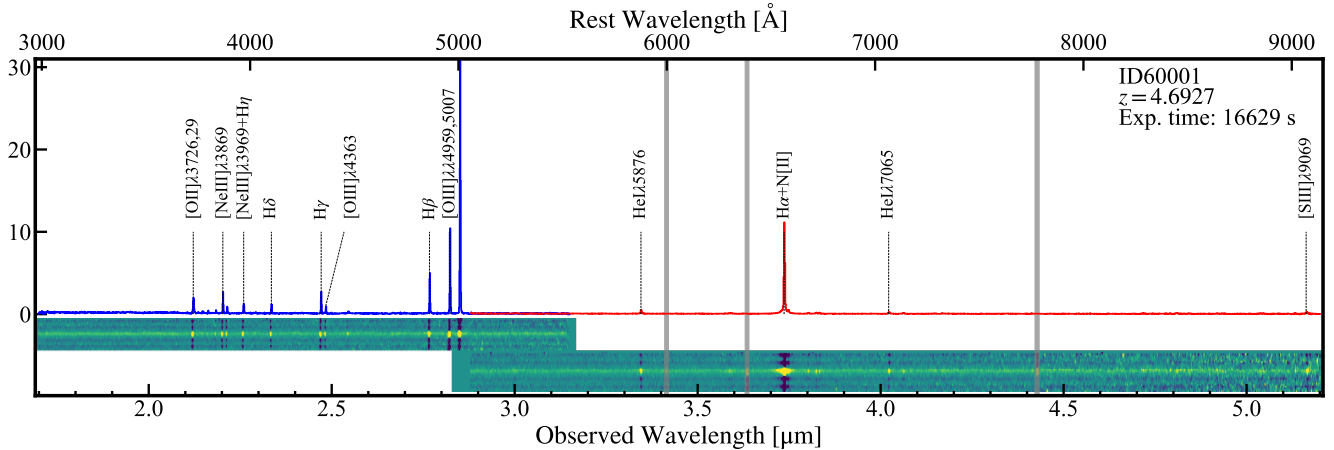 Rest Wavelength [Å]
3000 4000 5000 6000 7000 8000 9000
ID60001
z=4.6927
Exp. time: 16629 s
30
20
10
0
[OII]λ3726,29
[NeIII]λ3869
[NeIII]λ3969+Hη
Hδ
Hγ
[OIII]λ4363
Hβ
[OIII]λλ4959,5007
HeIλ5876
Hα+N[II]
HeIλ7065
[SIII]λ9069
2.0 2.5 3.0 3.5 4.0 4.5 5.0
Observed Wavelength [μm]